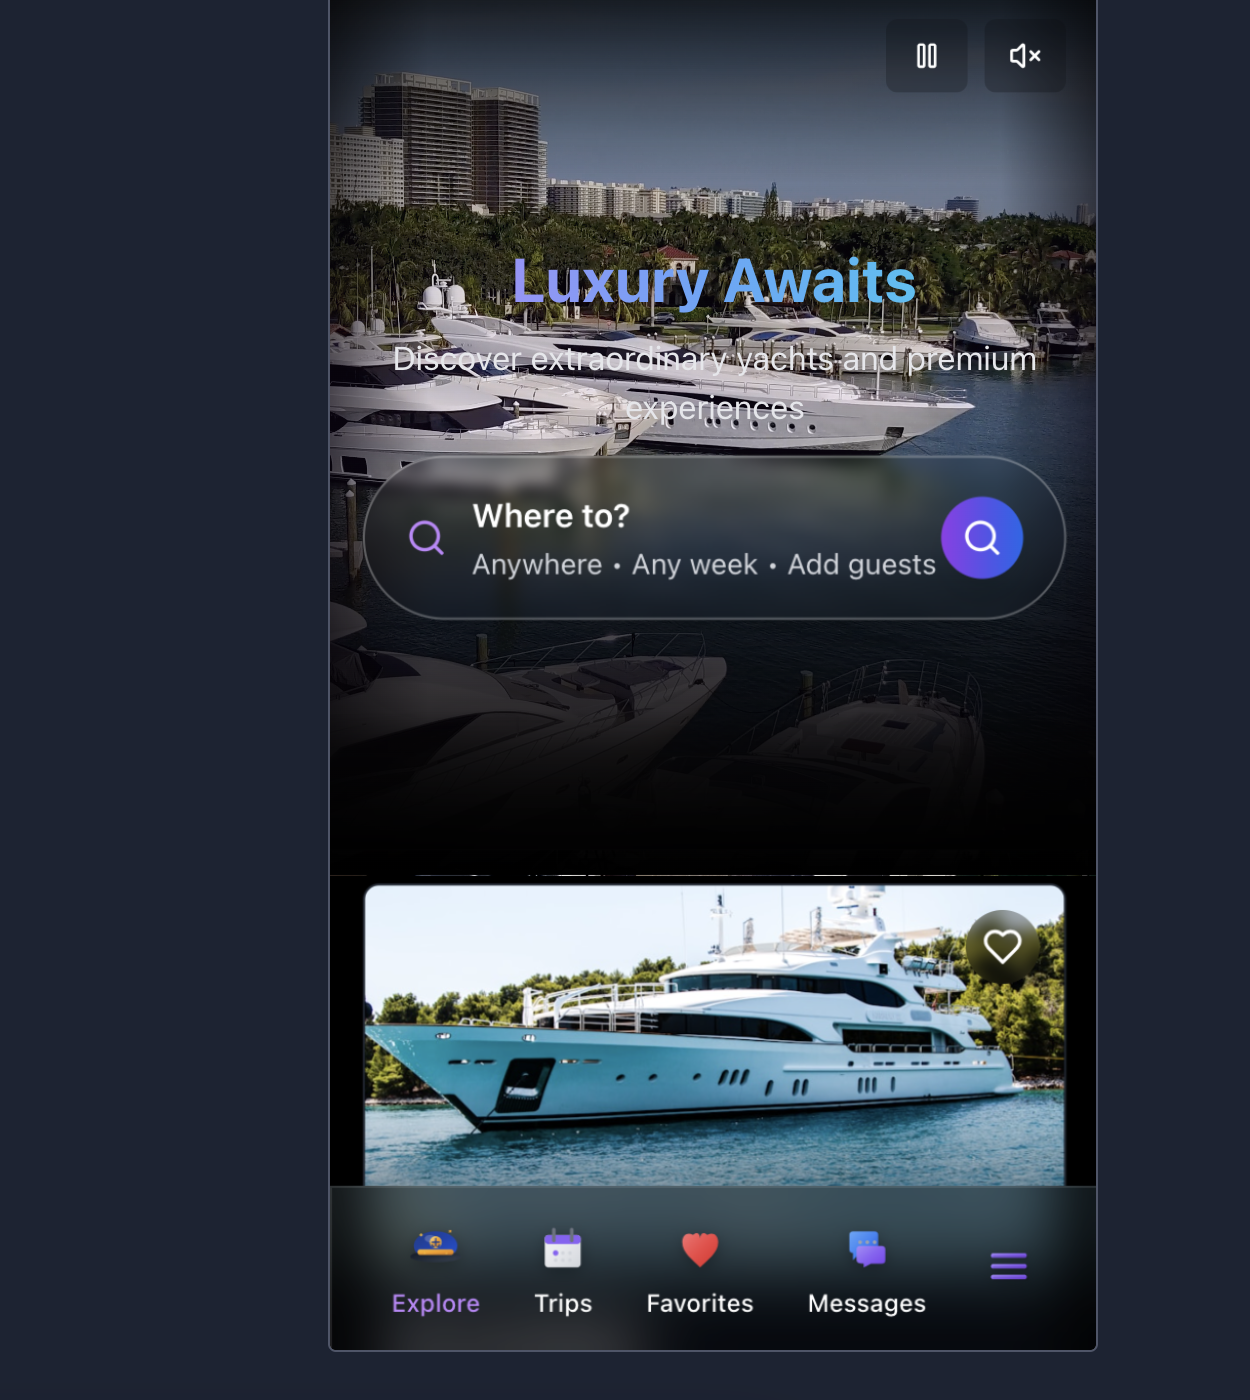 Luxury Awaits
Discover extraordinary yachts and premium
experiences
Where to?
Anywhere • Any week • Add guests
Explore
Trips
Favorites
Messages